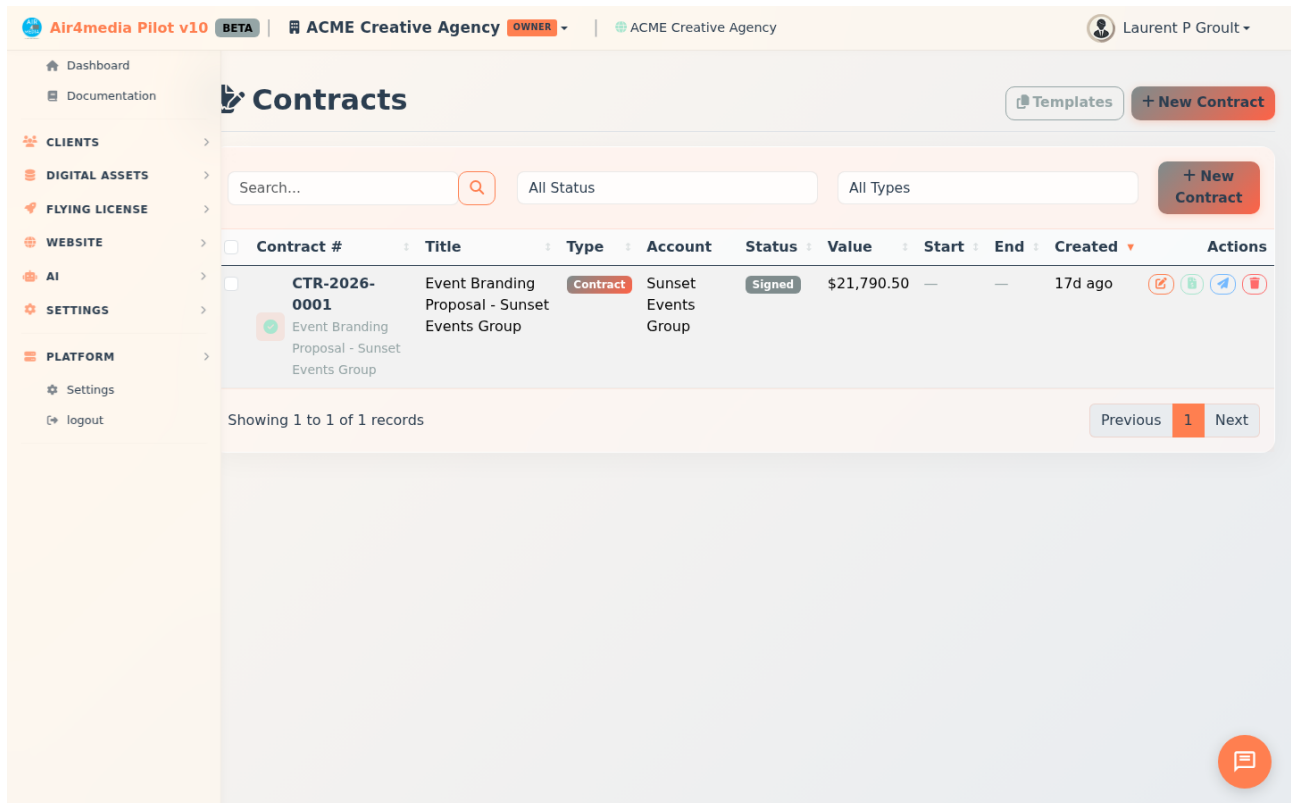 Air4media Pilot v10 BETA | ACME Creative Agency OWNER | ACME Creative Agency Laurent P Groult
Dashboard
Documentation
CLIENTS
DIGITAL ASSETS
FLYING LICENSE
WEBSITE
AI
SETTINGS
PLATFORM
Settings
logout
Contracts
Templates
+ New Contract
Search...
All Status
All Types
+ New
Contract
Contract # Title Type Account Status Value Start End Created Actions
CTR-2026-
0001
Event Branding
Proposal - Sunset
Events Group
Event Branding
Proposal - Sunset
Events Group
Contract
Sunset
Events
Group
Signed
$21,790.50
—
—
17d ago
Showing 1 to 1 of 1 records
Previous 1 Next